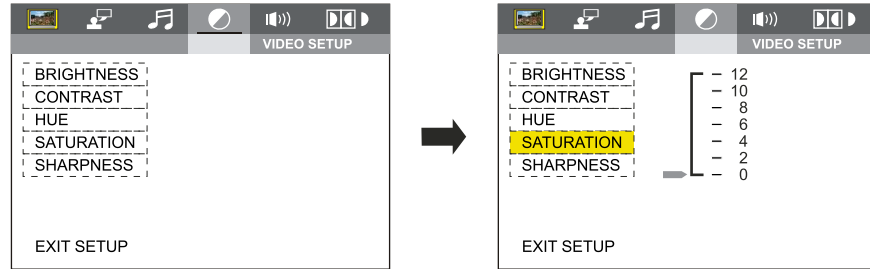 VIDEO SETUP
BRIGHTNESS
CONTRAST
HUE
SATURATION
SHARPNESS
EXIT SETUP
VIDEO SETUP
BRIGHTNESS
CONTRAST
HUE
SATURATION
SHARPNESS
12
10
8
6
4
2
0
EXIT SETUP